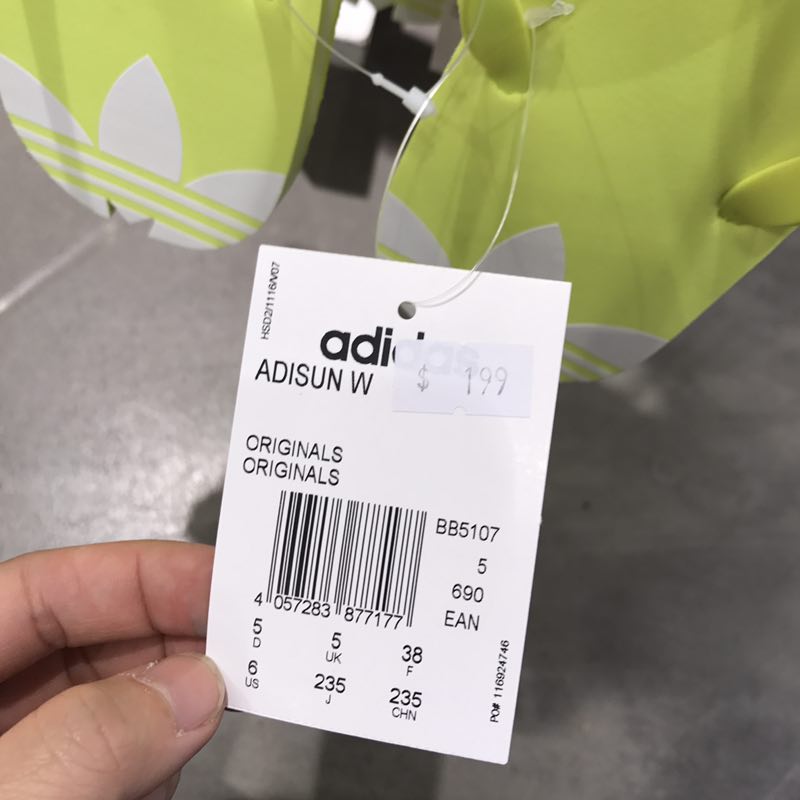 HSD2/1116/V07
adidas
ADISUN W
$ 199
ORIGINALS
ORIGINALS
BB5107
5
690
EAN
4 057283 877177
5 5 38
D UK F
6 235 235
US J CHN
PO# 116924746